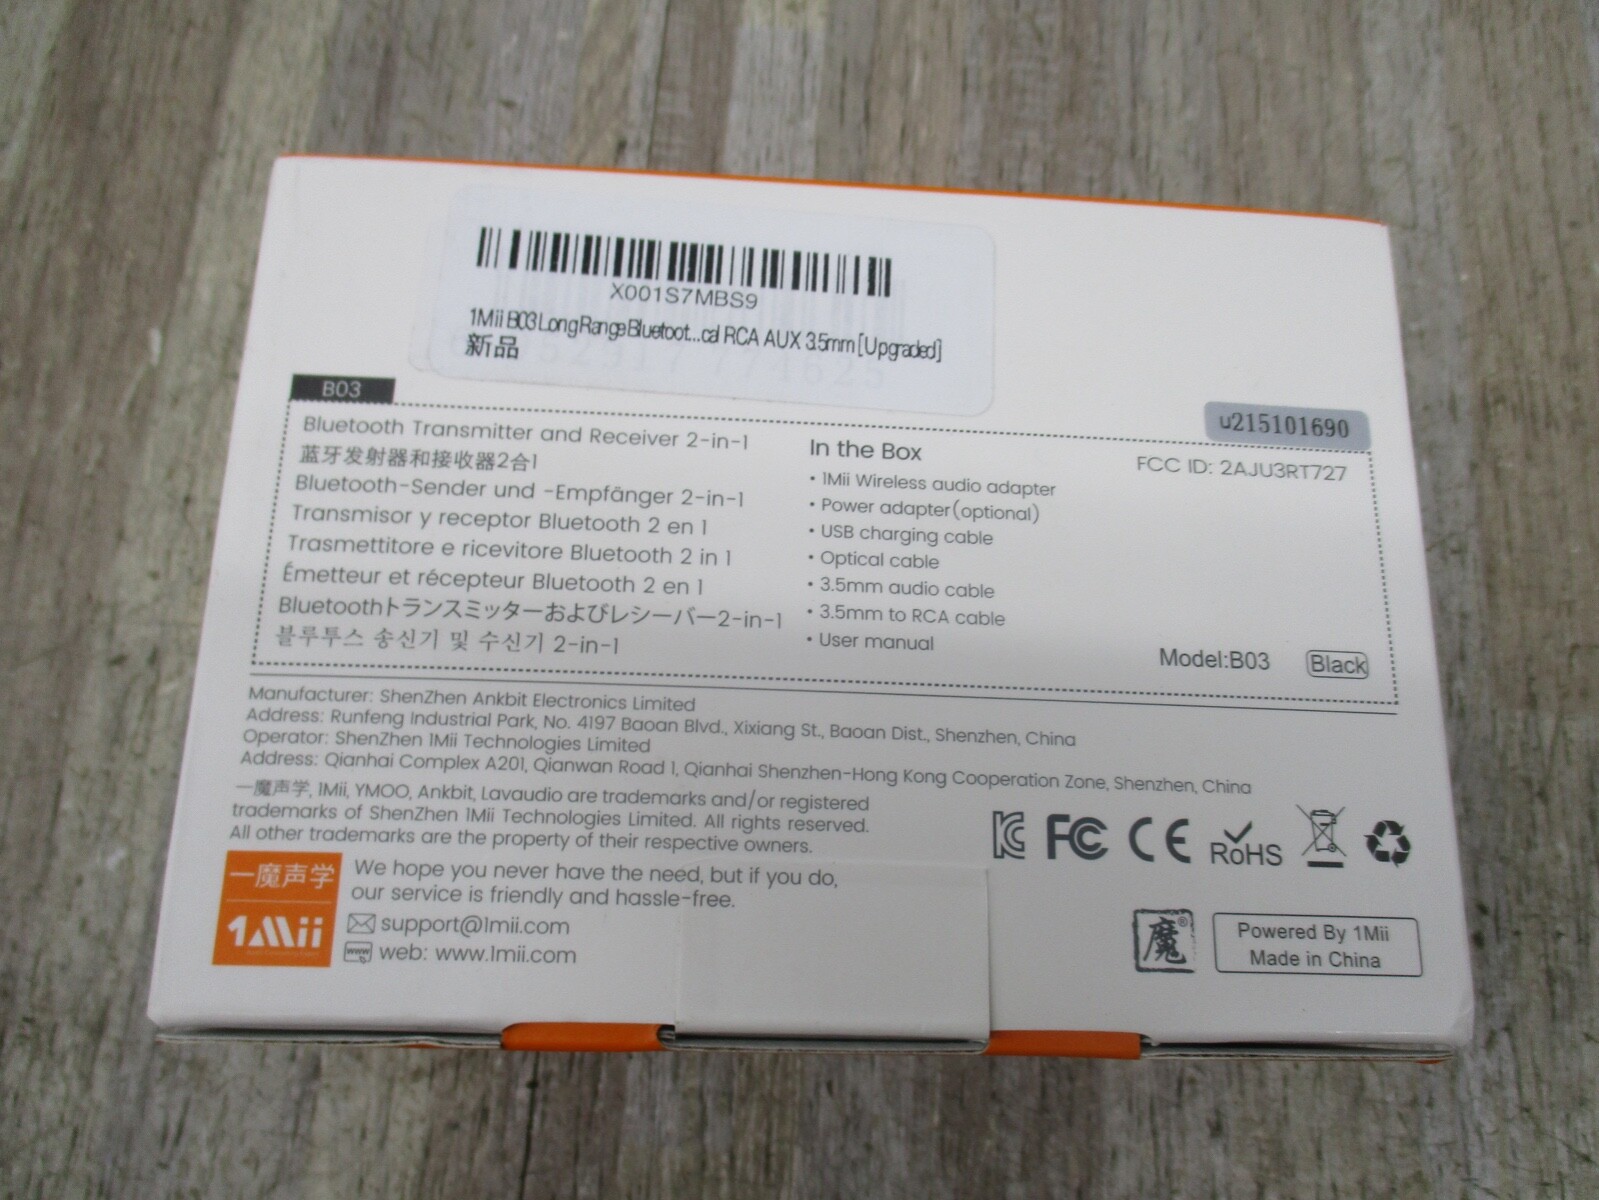 X001S7MBS9
1Mii B03 Long Range Bluetoot...cal RCA AUX 3.5mm [Upgraded]
新品
B03
Bluetooth Transmitter and Receiver 2-in-1
蓝牙发射器和接收器2合1
Bluetooth-Sender und -Empfänger 2-in-1
Transmisor y receptor Bluetooth 2 en 1
Trasmettitore e ricevitore Bluetooth 2 in 1
Émetteur et récepteur Bluetooth 2 en 1
Bluetoothトランスミッターおよびレシーバー2-in-1
블루투스 송신기 및 수신기 2-in-1
In the Box
• 1Mii Wireless audio adapter
• Power adapter(optional)
• USB charging cable
• Optical cable
• 3.5mm audio cable
• 3.5mm to RCA cable
• User manual
u215101690
FCC ID: 2AJU3RT727
Model:B03 Black
Manufacturer: ShenZhen Ankbit Electronics Limited
Address: Runfeng Industrial Park, No. 4197 Baoan Blvd., Xixiang St., Baoan Dist., Shenzhen, China
Operator: ShenZhen 1Mii Technologies Limited
Address: Qianhai Complex A201, Qianwan Road 1, Qianhai Shenzhen-Hong Kong Cooperation Zone, Shenzhen, China
一魔声学, 1Mii, YMOO, Ankbit, Lavaudio are trademarks and/or registered
trademarks of ShenZhen 1Mii Technologies Limited. All rights reserved.
All other trademarks are the property of their respective owners.
FC CE RoHS
一魔声学
1Mii
We hope you never have the need, but if you do,
our service is friendly and hassle-free.
support@1mii.com
www web: www.1mii.com
魔®
Powered By 1Mii
Made in China